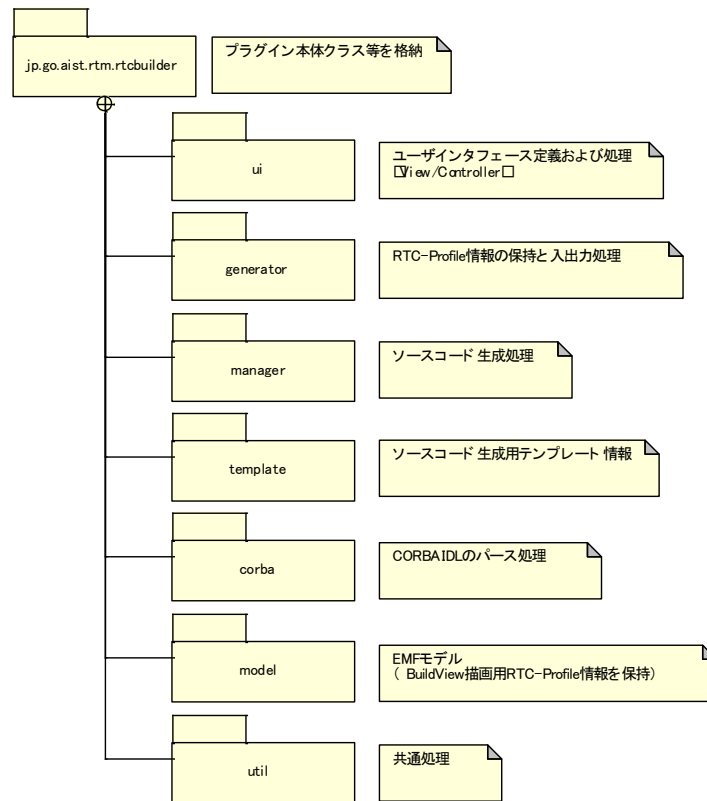 jp.go.aist.rtm.rtcbuilder
プラグイン本体クラス等を格納
ui
ユーザインタフェース定義および処理
□View/Controller□
generator
RTC-Profile情報の保持と入出力処理
manager
ソースコード 生成処理
template
ソースコード 生成用テンプレート 情報
corba
CORBAIDLのパース処理
model
EMFモデル
( BuildView描画用RTC-Profile情報を保持)
util
共通処理